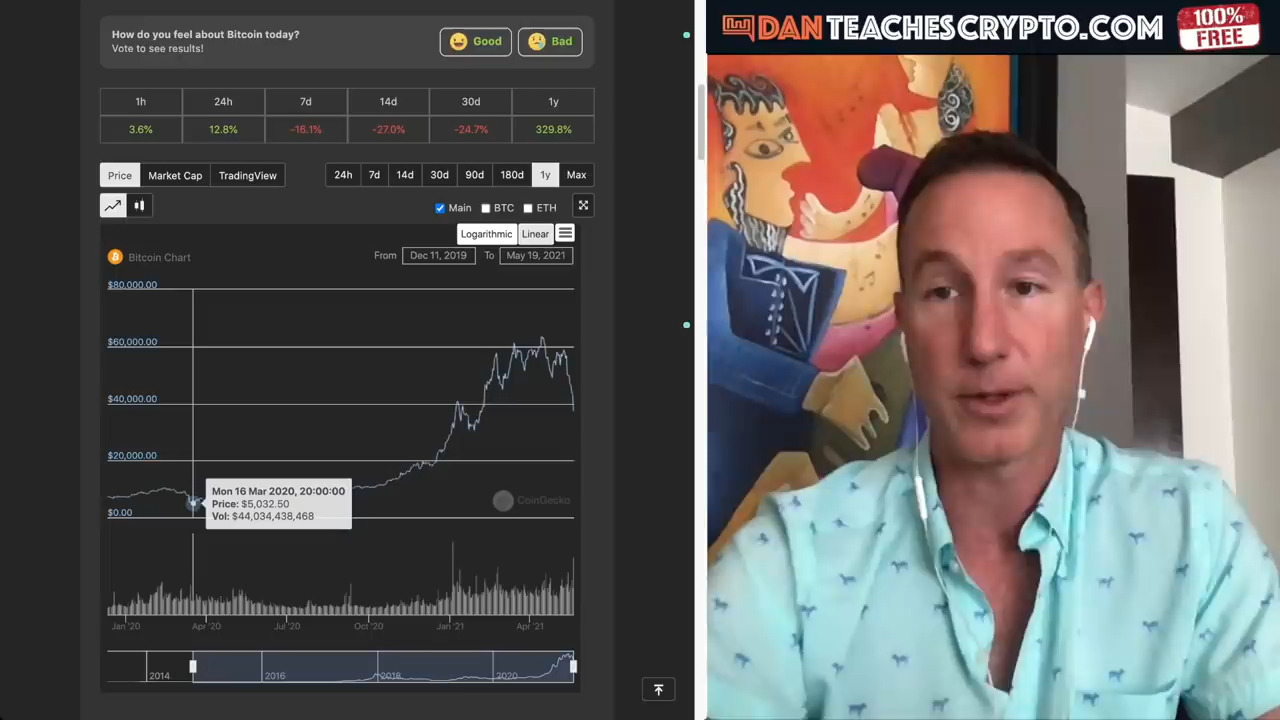 How do you feel about Bitcoin today?
Vote to see results!
Good
Bad
1h 24h 7d 14d 30d 1y
3.6% 12.8% -16.1% -27.0% -24.7% 329.8%
Price Market Cap TradingView
24h 7d 14d 30d 90d 180d 1y Max
Main BTC ETH
Logarithmic Linear
Bitcoin Chart
From Dec 11, 2019 To May 19, 2021
$80,000.00
$60,000.00
$40,000.00
$20,000.00
$0.00
Mon 16 Mar 2020, 20:00:00
Price: $5,032.50
Vol: $44,034,438,468
CoinGecko
Jan '20 Apr '20 Jul '20 Oct '20 Jan '21 Apr '21
2014 2016 2018 2020
DANTEACHESCRYPTO.COM
100%
FREE